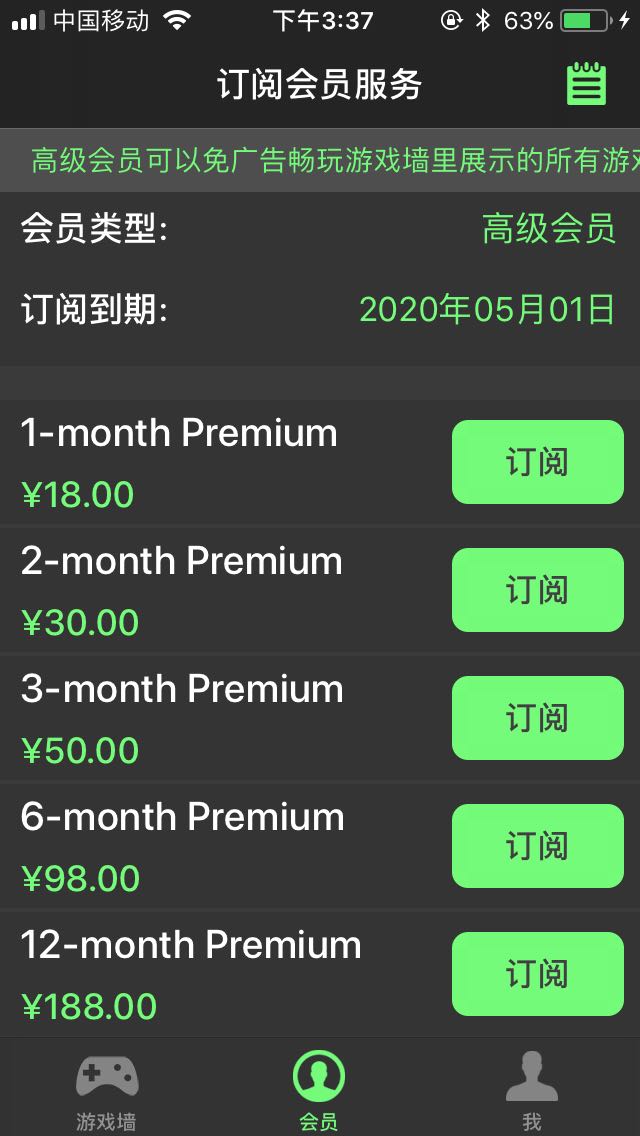 中国移动 下午3:37 63%
订阅会员服务
高级会员可以免广告畅玩游戏墙里展示的所有游戏
会员类型: 高级会员
订阅到期: 2020年05月01日
1-month Premium
¥18.00
订阅
2-month Premium
¥30.00
订阅
3-month Premium
¥50.00
订阅
6-month Premium
¥98.00
订阅
12-month Premium
¥188.00
订阅
游戏墙 会员 我